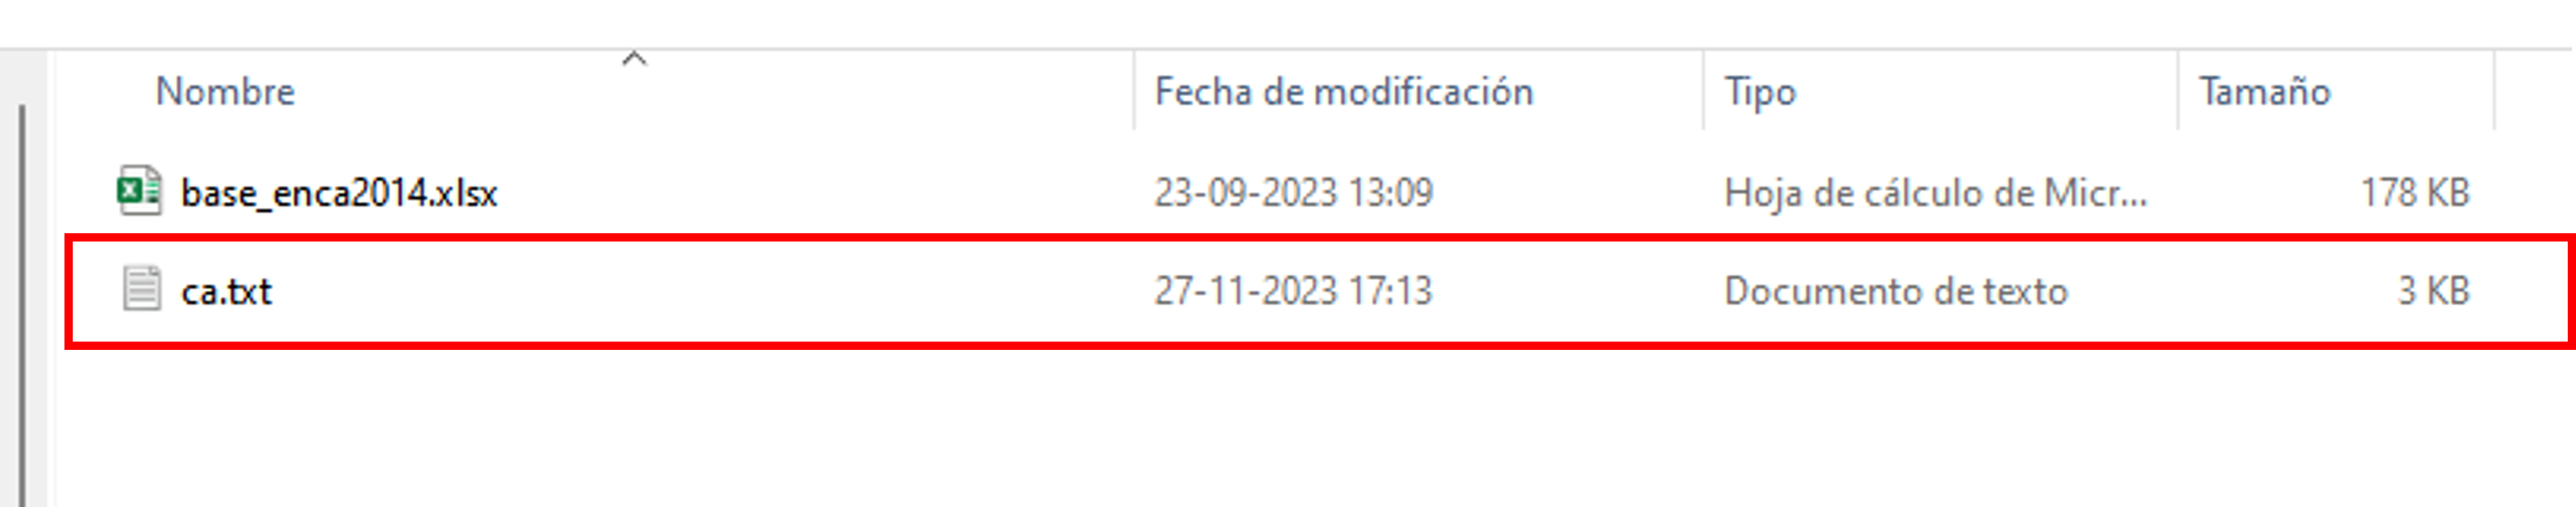 Nombre Fecha de modificación Tipo Tamaño
base_enca2014.xlsx 23-09-2023 13:09 Hoja de cálculo de Micr... 178 KB
ca.txt 27-11-2023 17:13 Documento de texto 3 KB